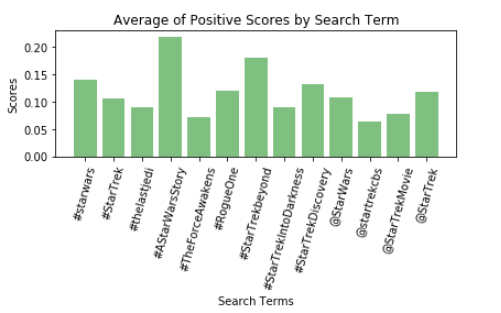 Average of Positive Scores by Search Term
Scores
0.20
0.15
0.10
0.05
0.00
#starwars
#StarTrek
#thelastjedi
#AStarWarsStory
#TheForceAwakens
#RogueOne
#StarTrekbeyond
#StarTrekIntoDarkness
#StarTrekDiscovery
@StarWars
@startrekcbs
@StarTrekMovie
@StarTrek
Search Terms